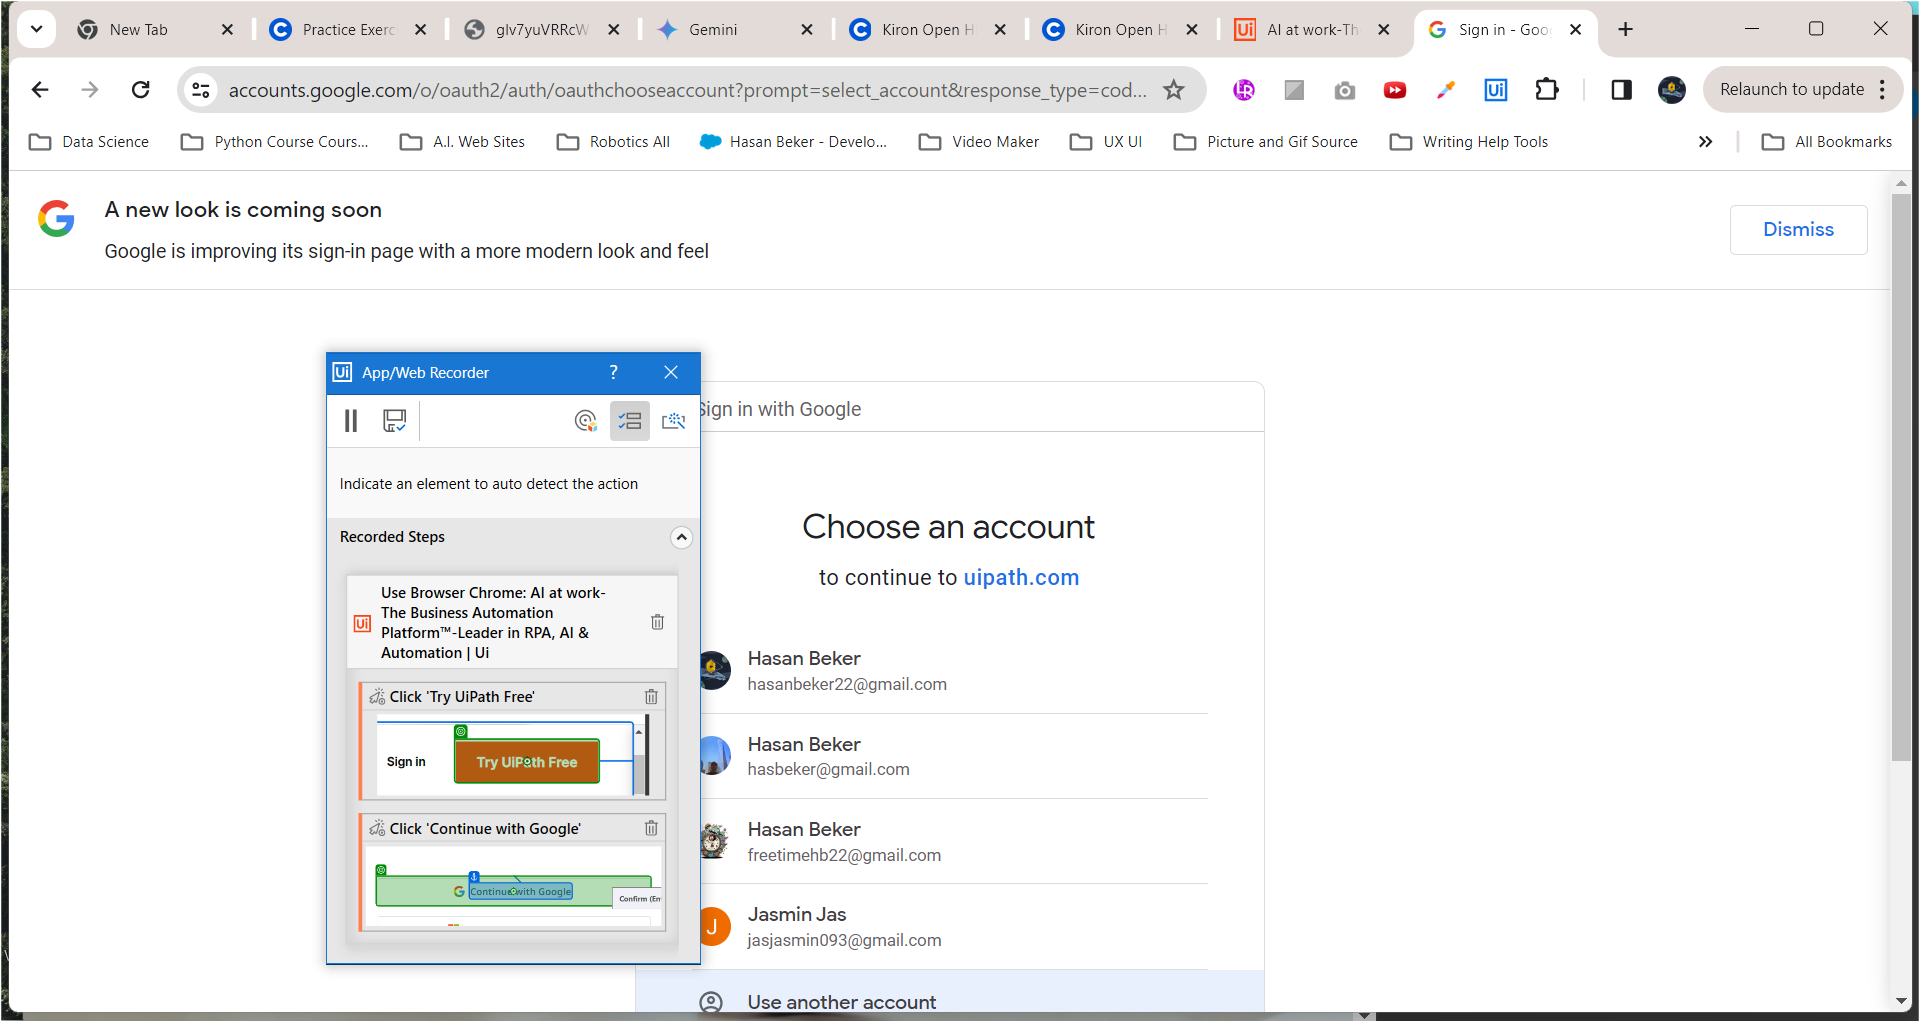 New Tab
Practice Exerc
glv7yuVRRcW
Gemini
Kiron Open H
Kiron Open H
Ui AI at work-Th
Sign in - Goo
accounts.google.com/o/oauth2/auth/oauthchooseaccount?prompt=select_account&response_type=cod...
Ui
Relaunch to update
Data Science
Python Course Cours...
A.I. Web Sites
Robotics All
Hasan Beker - Develo...
Video Maker
UX UI
Picture and Gif Source
Writing Help Tools
All Bookmarks
A new look is coming soon
Google is improving its sign-in page with a more modern look and feel
Dismiss
Ui App/Web Recorder ?
Indicate an element to auto detect the action
Recorded Steps
Ui
Use Browser Chrome: AI at work-
The Business Automation
Platform™-Leader in RPA, AI &
Automation | Ui
Click 'Try UiPath Free'
Sign in
Try UiPath Free
Click 'Continue with Google'
Continue with Google
Confirm (En
Sign in with Google
Choose an account
to continue to uipath.com
Hasan Beker
hasanbeker22@gmail.com
Hasan Beker
hasbeker@gmail.com
Hasan Beker
freetimehb22@gmail.com
J
Jasmin Jas
jasjasmin093@gmail.com
Use another account